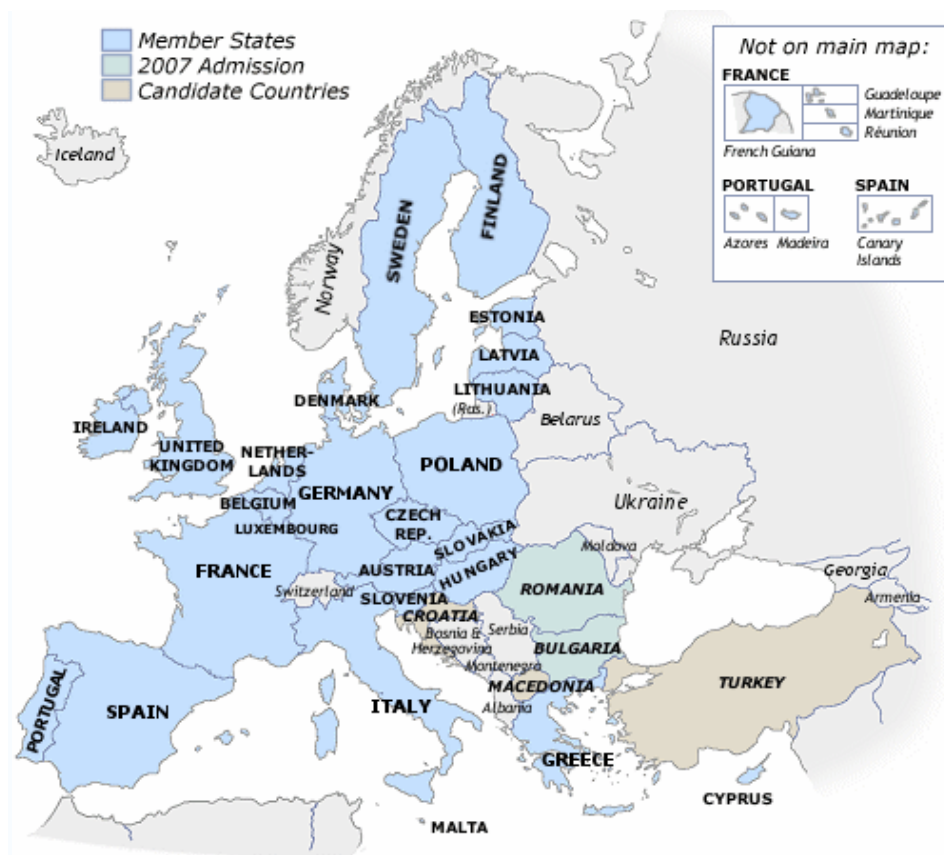 Member States
2007 Admission
Candidate Countries
Not on main map:
FRANCE
Guadeloupe
Martinique
Réunion
French Guiana
PORTUGAL
SPAIN
Azores
Madeira
Canary
Islands
Iceland
Norway
SWEDEN
FINLAND
Russia
ESTONIA
LATVIA
LITHUANIA
(Ras.)
DENMARK
Belarus
IRELAND
UNITED
KINGDOM
NETHER-
LANDS
POLAND
BELGIUM
GERMANY
Ukraine
LUXEMBOURG
CZECH
REP.
SLOVAKIA
Moldova
FRANCE
AUSTRIA
HUNGARY
Switzerland
SLOVENIA
ROMANIA
Georgia
Armenia
CROATIA
Bosnia &
Herzegovina
Serbia
BULGARIA
Montenegro
MACEDONIA
Albania
TURKEY
PORTUGAL
SPAIN
ITALY
GREECE
CYPRUS
MALTA